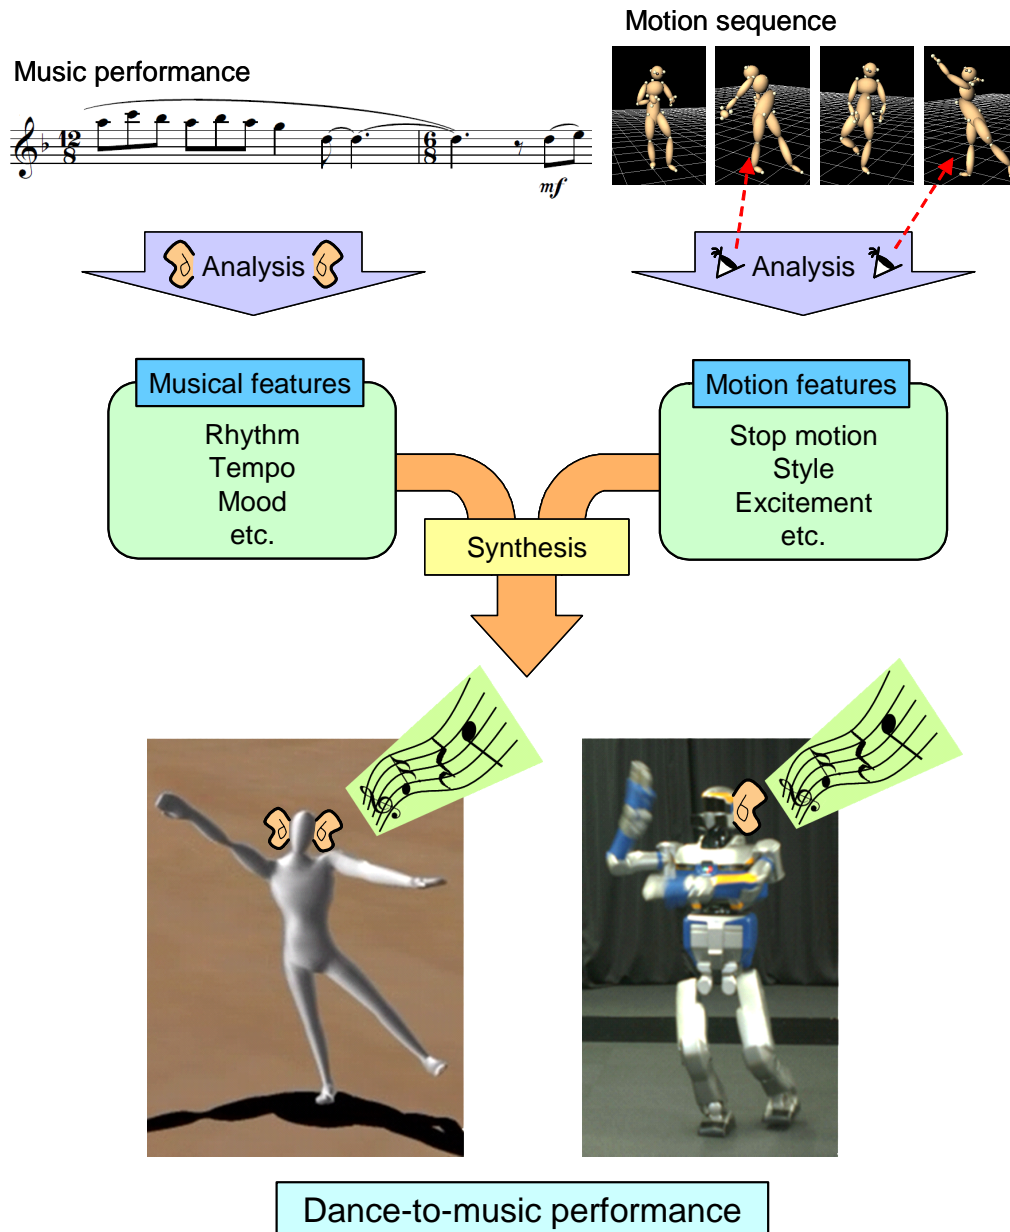 Motion sequence
Music performance
12
8
6
8
mf
Analysis
Analysis
Musical features
Rhythm
Tempo
Mood
etc.
Motion features
Stop motion
Style
Excitement
etc.
Synthesis
Dance-to-music performance